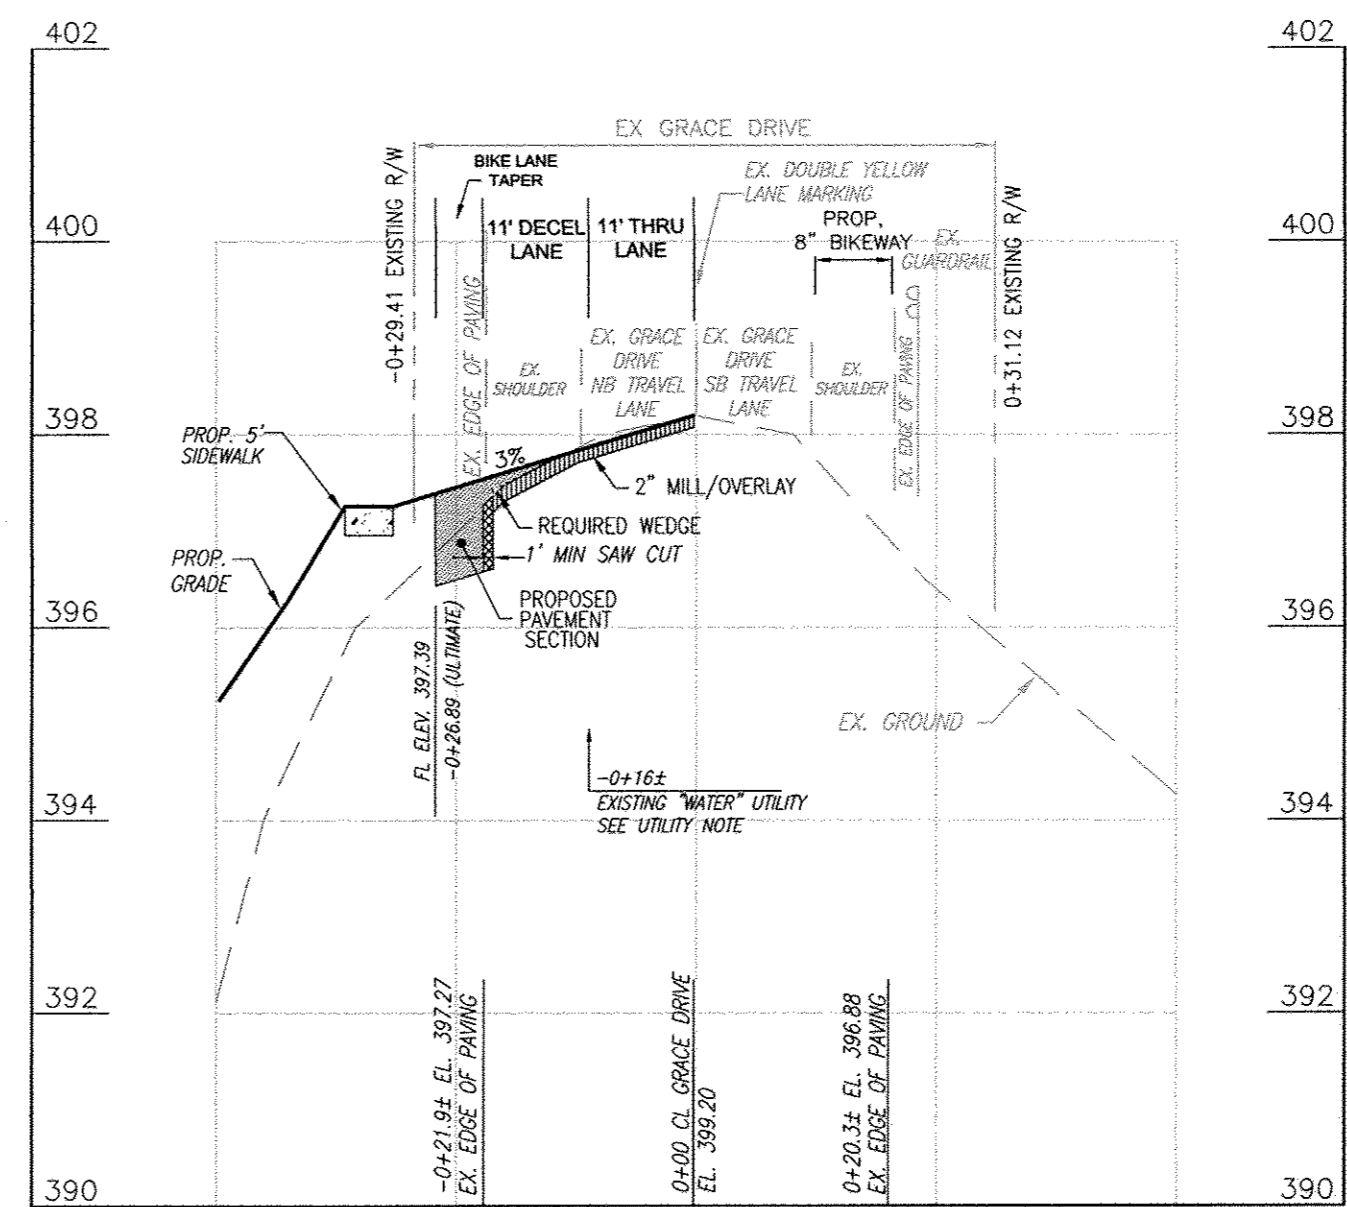 402
402
EX GRACE DRIVE
BIKE LANE
TAPER
EX. DOUBLE YELLOW
LANE MARKING
-0+29.41 EXISTING R/W
0+31.12 EXISTING R/W
400
400
11' DECEL
LANE
11' THRU
LANE
PROP,
8" BIKEWAY
EX.
GUARDRAIL
EX. EDGE OF PAVING
EX.
SHOULDER
EX. GRACE
DRIVE
NB TRAVEL
LANE
EX. GRACE
DRIVE
SB TRAVEL
LANE
EX.
SHOULDER
EX. EDGE OF PAVING
398
398
PROP. 5'
SIDEWALK
3%
2" MILL/OVERLAY
REQUIRED WEDGE
1' MIN SAW CUT
PROP.
GRADE
PROPOSED
PAVEMENT
SECTION
396
396
FL ELEV. 397.39
-0+26.89 (ULTIMATE)
EX. GROUND
-0+16±
EXISTING "WATER" UTILITY
SEE UTILITY NOTE
394
394
392
392
-0+21.9± EL. 397.27
EX. EDGE OF PAVING
0+00 CL GRACE DRIVE
EL. 399.20
0+20.3± EL. 396.88
EX. EDGE OF PAVING
390
390